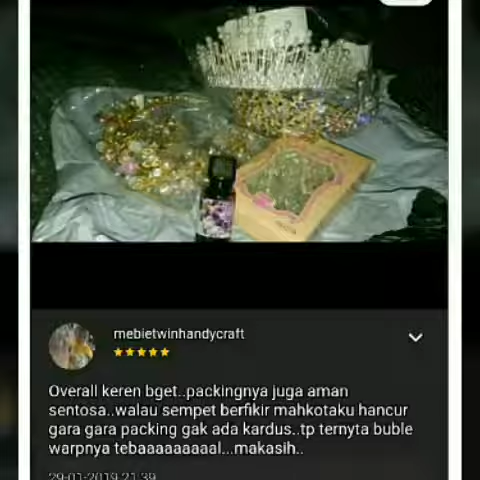 mebietwinhandycraft
Overall keren bget..packingnya juga aman
sentosa..walau sempet berfikir mahkotaku hancur
gara gara packing gak ada kardus..tp ternyta buble
warpnya tebaaaaaaaaal...makasih..
29-01-2019 21:39